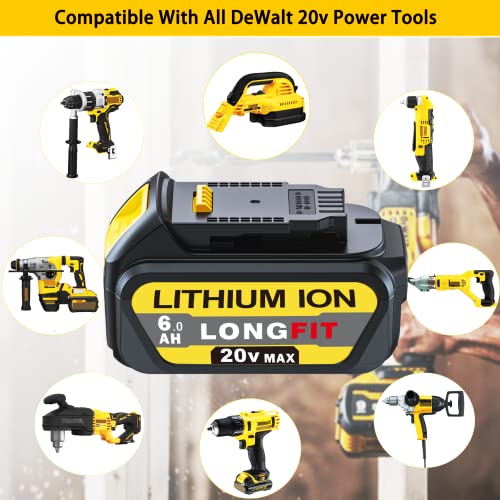 Compatible With All DeWalt 20v Power Tools
LITHIUM ION
6.0
AH
LONGFIT
20V MAX